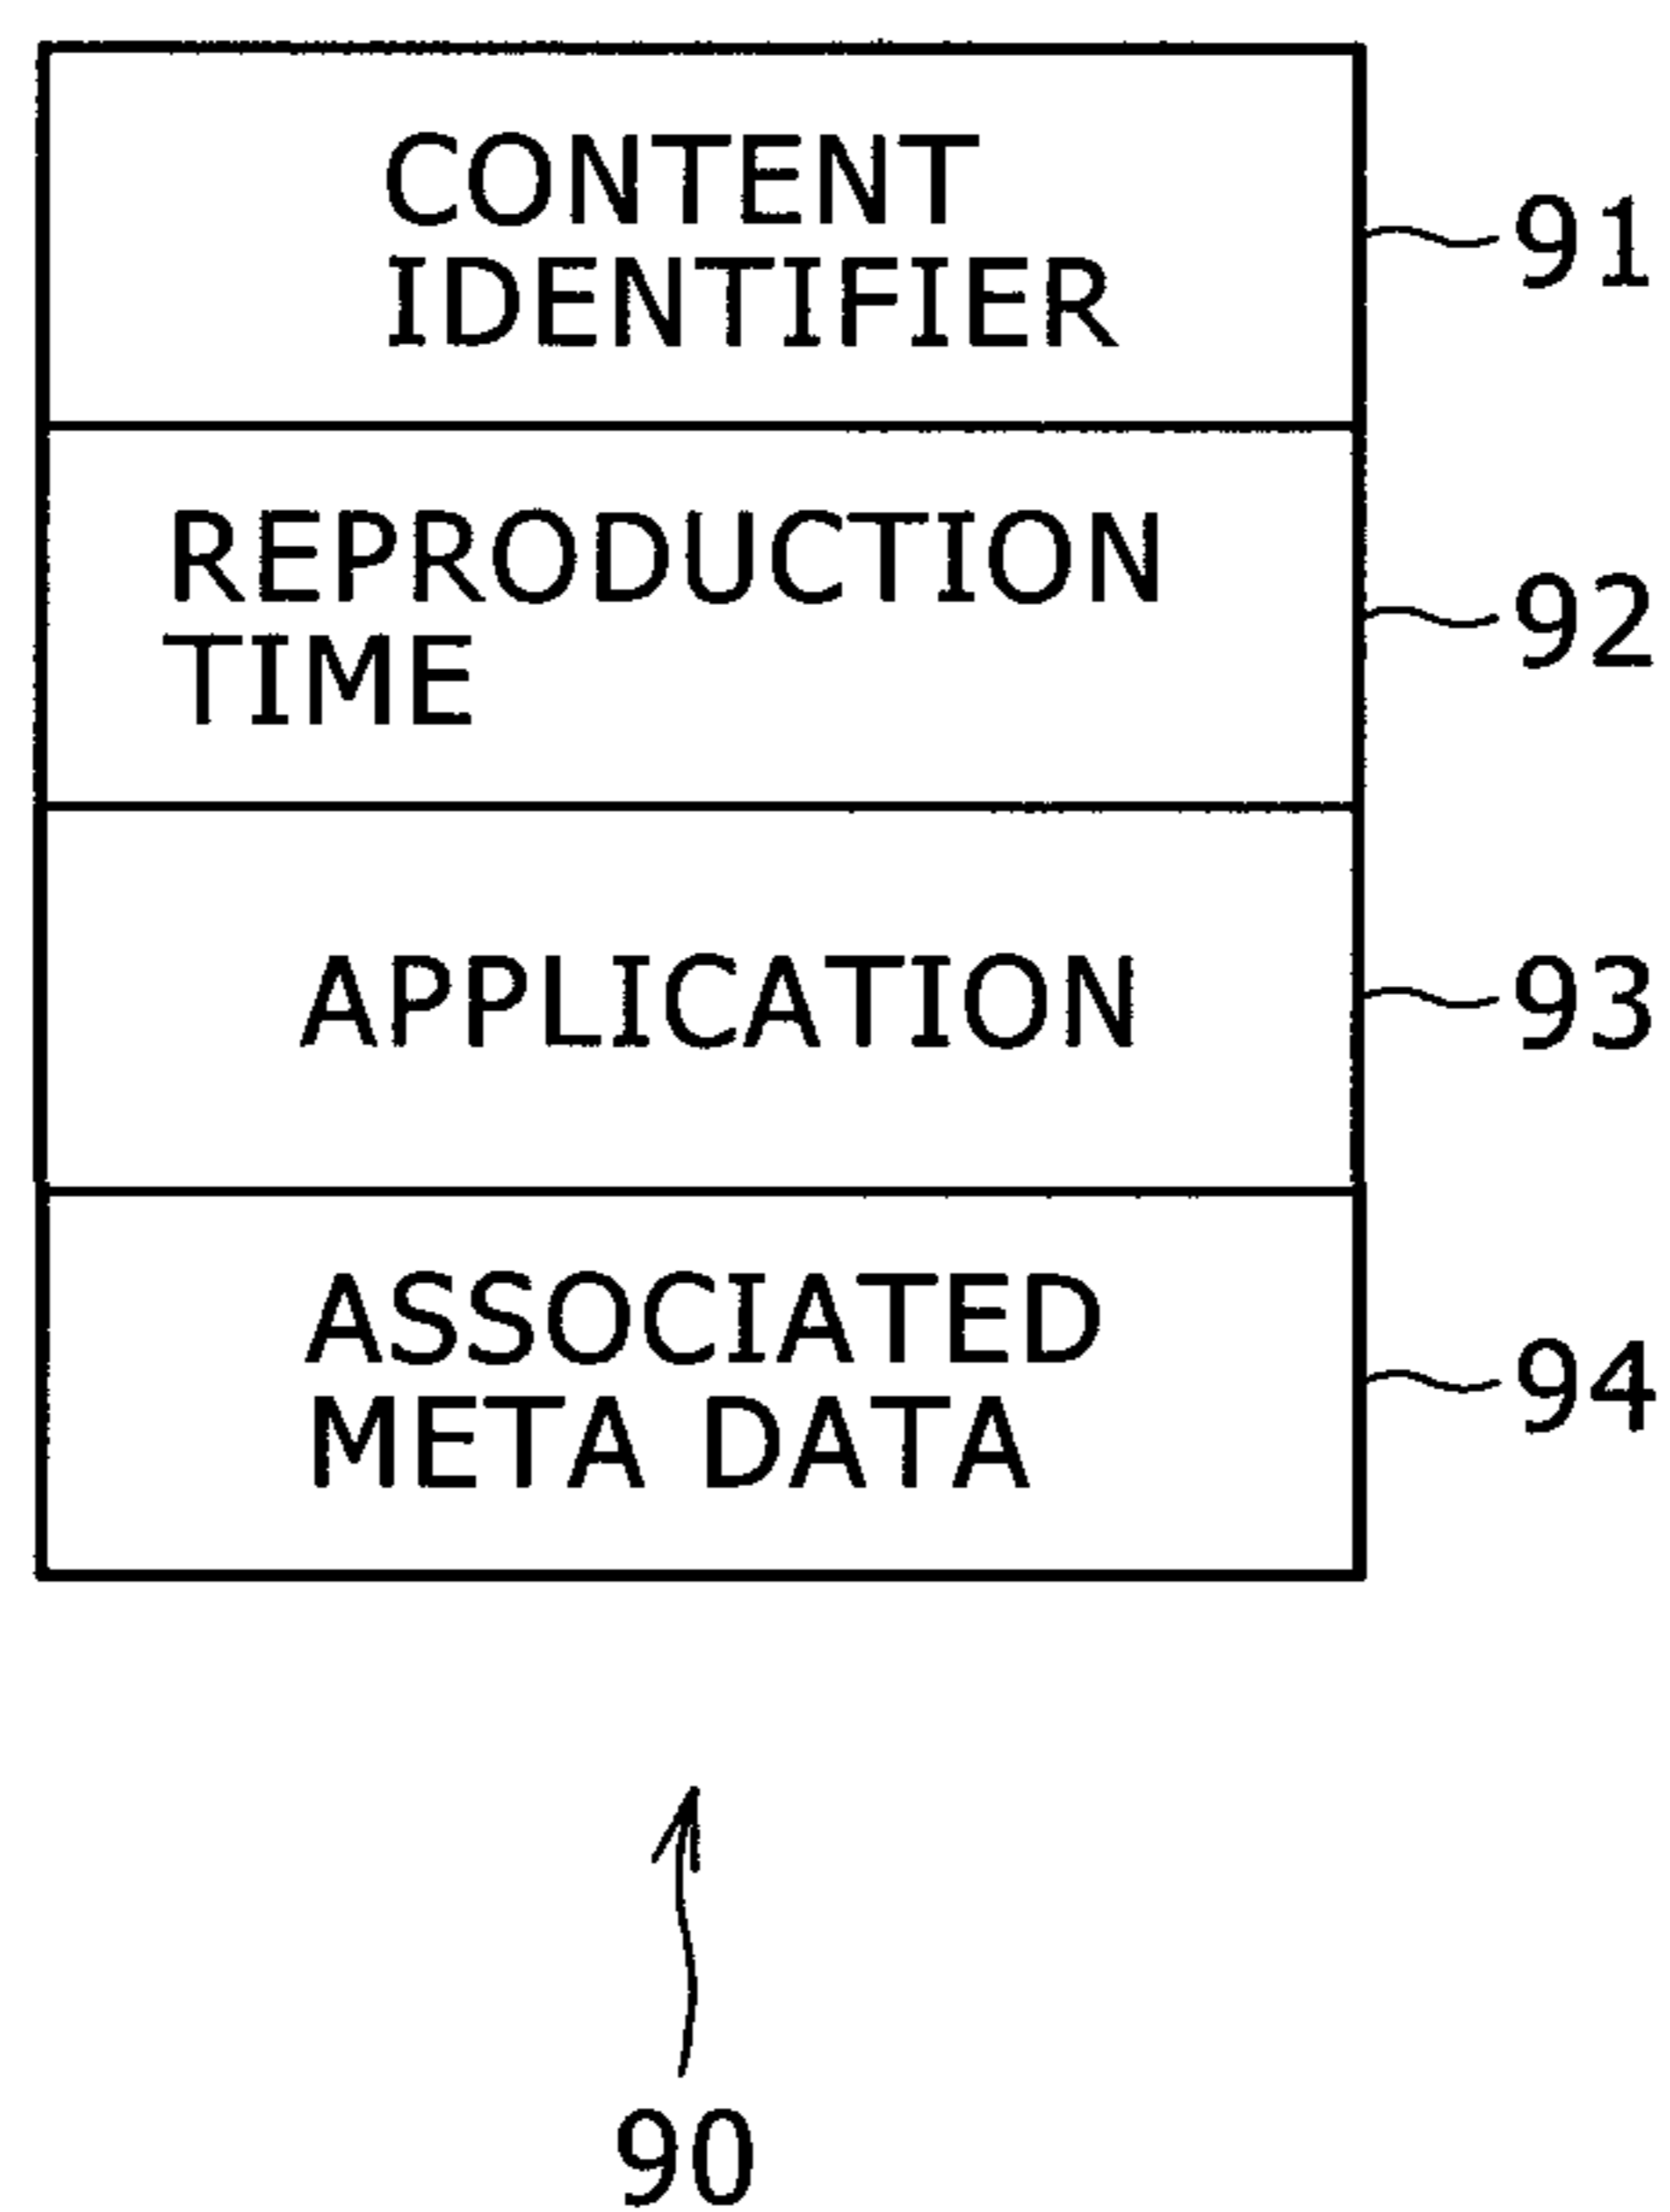 CONTENT
IDENTIFIER
91
REPRODUCTION
TIME
92
APPLICATION
93
ASSOCIATED
META DATA
94
90